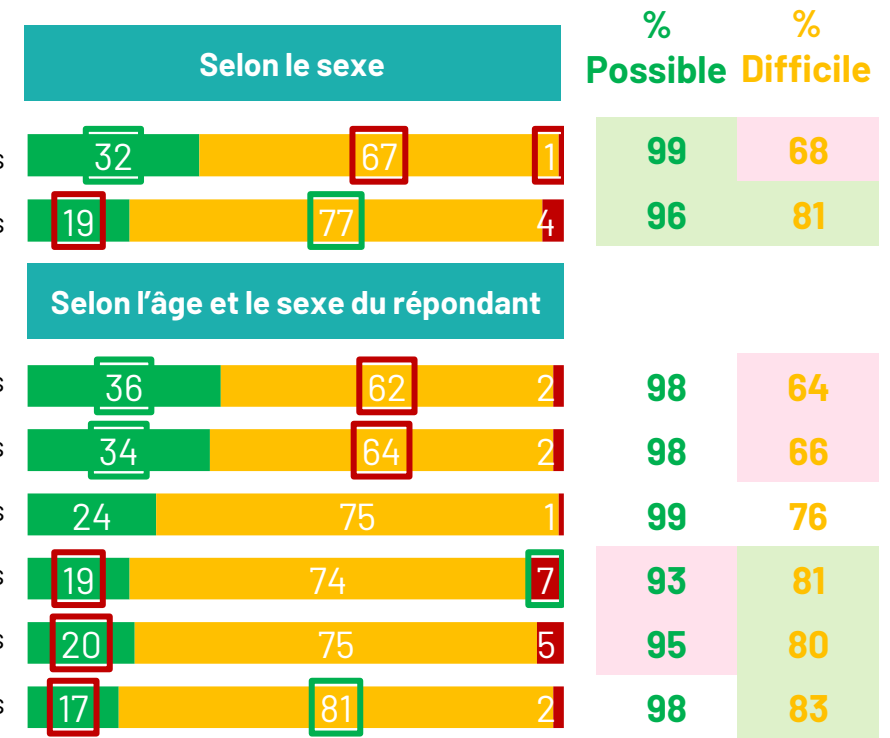 %
%
Selon le sexe
Possible
Difficile
32 67 1 99 68
19 77 4 96 81
Selon l'âge et le sexe du répondant
36 62 2 98 64
34 64 2 98 66
24 75 1 99 76
19 74 7 93 81
20 75 5 95 80
17 81 2 98 83